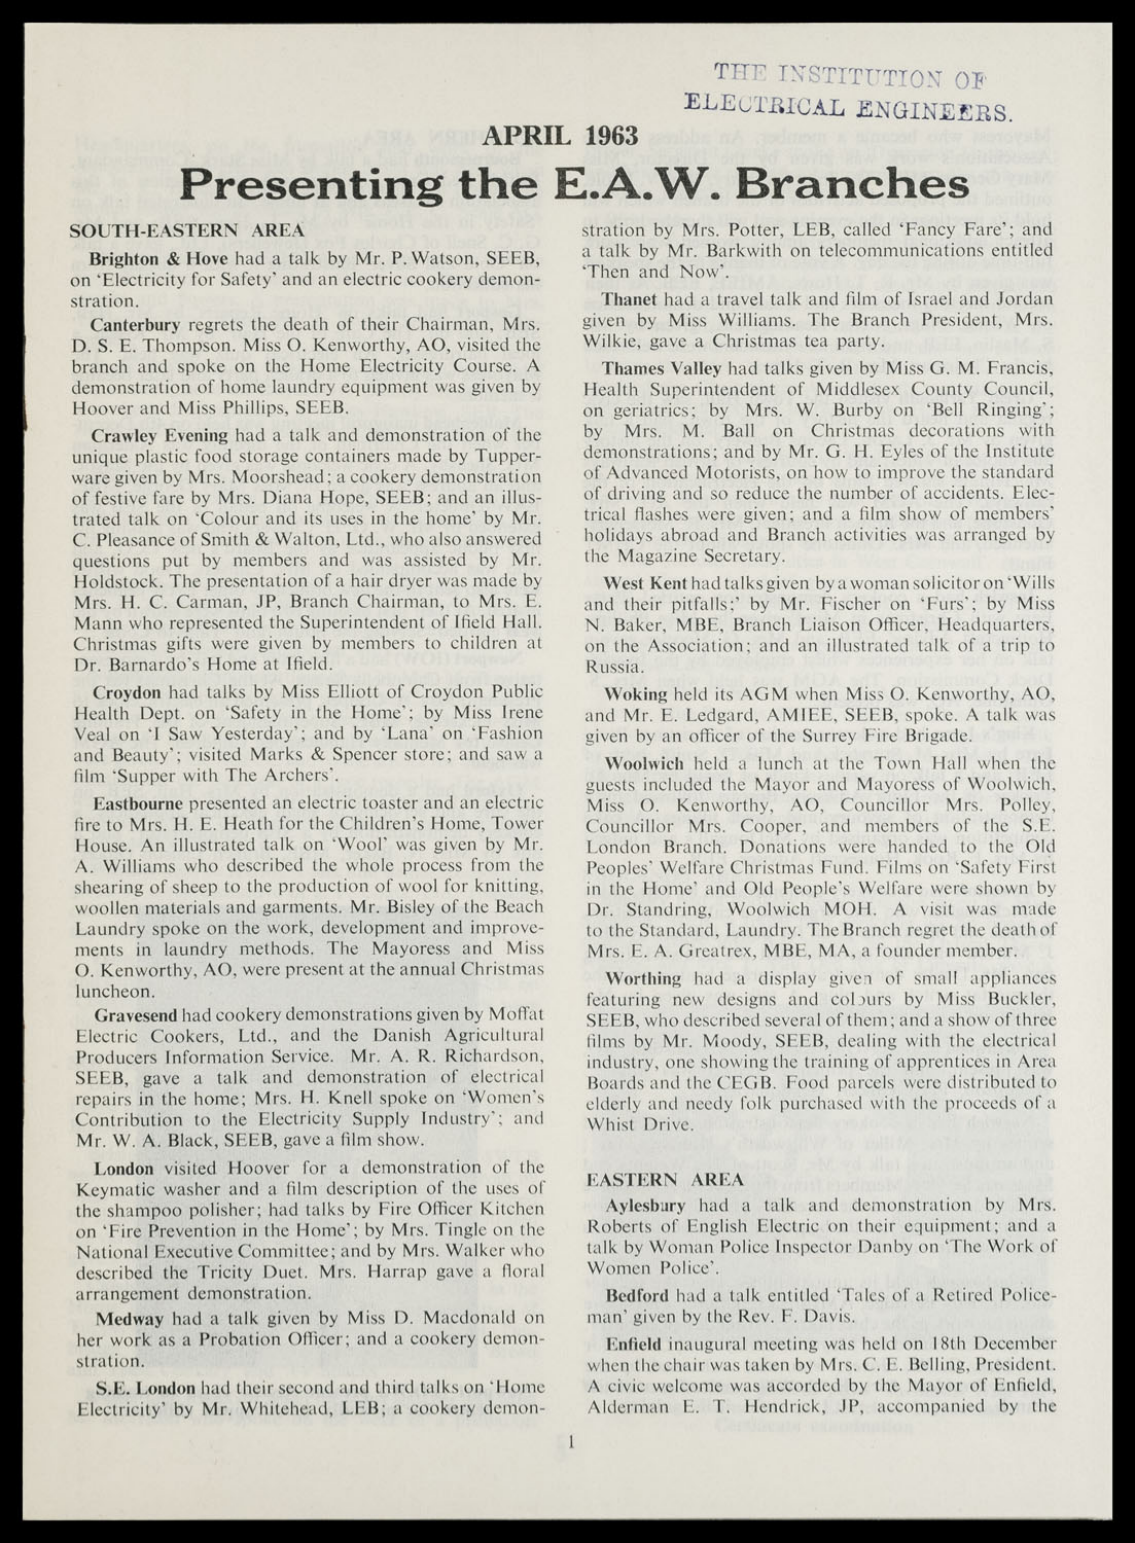 THE INSTITUTION OF
ELECTRICAL ENGINEERS.
APRIL 1963
Presenting the E.A.W. Branches
SOUTH-EASTERN AREA
Brighton & Hove had a talk by Mr. P. Watson, SEEB,
on ‘Electricity for Safety’ and an electric cookery demon-
stration.
Canterbury regrets the death of their Chairman, Mrs.
D. S. E. Thompson. Miss O. Kenworthy, AO, visited the
branch and spoke on the Home Electricity Course. A
demonstration of home laundry equipment was given by
Hoover and Miss Phillips, SEEB.
Crawley Evening had a talk and demonstration of the
unique plastic food storage containers made by Tupper-
ware given by Mrs. Moorshead; a cookery demonstration
of festive fare by Mrs. Diana Hope, SEEB; and an illus-
trated talk on ‘Colour and its uses in the home’ by Mr.
C. Pleasance of Smith & Walton, Ltd., who also answered
questions put by members and was assisted by Mr.
Holdstock. The presentation of a hair dryer was made by
Mrs. H. C. Carman, JP, Branch Chairman, to Mrs. E.
Mann who represented the Superintendent of Ifield Hall.
Christmas gifts were given by members to children at
Dr. Barnardo’s Home at Ifield.
Croydon had talks by Miss Elliott of Croydon Public
Health Dept. on ‘Safety in the Home’; by Miss Irene
Veal on ‘I Saw Yesterday’; and by ‘Lana’ on ‘Fashion
and Beauty’; visited Marks & Spencer store; and saw a
film ‘Supper with The Archers’.
Eastbourne presented an electric toaster and an electric
fire to Mrs. H. E. Heath for the Children’s Home, Tower
House. An illustrated talk on ‘Wool’ was given by Mr.
A. Williams who described the whole process from the
shearing of sheep to the production of wool for knitting,
woollen materials and garments. Mr. Bisley of the Beach
Laundry spoke on the work, development and improve-
ments in laundry methods. The Mayoress and Miss
O. Kenworthy, AO, were present at the annual Christmas
luncheon.
Gravesend had cookery demonstrations given by Moffat
Electric Cookers, Ltd., and the Danish Agricultural
Producers Information Service. Mr. A. R. Richardson,
SEEB, gave a talk and demonstration of electrical
repairs in the home; Mrs. H. Knell spoke on ‘Women’s
Contribution to the Electricity Supply Industry’; and
Mr. W. A. Black, SEEB, gave a film show.
London visited Hoover for a demonstration of the
Keymatic washer and a film description of the uses of
the shampoo polisher; had talks by Fire Officer Kitchen
on ‘Fire Prevention in the Home’; by Mrs. Tingle on the
National Executive Committee; and by Mrs. Walker who
described the Tricity Duet. Mrs. Harrap gave a floral
arrangement demonstration.
Medway had a talk given by Miss D. Macdonald on
her work as a Probation Officer; and a cookery demon-
stration.
S.E. London had their second and third talks on ‘Home
Electricity’ by Mr. Whitehead, LEB; a cookery demon-
stration by Mrs. Potter, LEB, called ‘Fancy Fare’; and
a talk by Mr. Barkwith on telecommunications entitled
‘Then and Now’.
Thanet had a travel talk and film of Israel and Jordan
given by Miss Williams. The Branch President, Mrs.
Wilkie, gave a Christmas tea party.
Thames Valley had talks given by Miss G. M. Francis,
Health Superintendent of Middlesex County Council,
on geriatrics; by Mrs. W. Burby on ‘Bell Ringing’;
by Mrs. M. Ball on Christmas decorations with
demonstrations; and by Mr. G. H. Eyles of the Institute
of Advanced Motorists, on how to improve the standard
of driving and so reduce the number of accidents. Elec-
trical flashes were given; and a film show of members’
holidays abroad and Branch activities was arranged by
the Magazine Secretary.
West Kent had talks given by a woman solicitor on ‘Wills
and their pitfalls;’ by Mr. Fischer on ‘Furs’; by Miss
N. Baker, MBE, Branch Liaison Officer, Headquarters,
on the Association; and an illustrated talk of a trip to
Russia.
Woking held its AGM when Miss O. Kenworthy, AO,
and Mr. E. Ledgard, AMIEE, SEEB, spoke. A talk was
given by an officer of the Surrey Fire Brigade.
Woolwich held a lunch at the Town Hall when the
guests included the Mayor and Mayoress of Woolwich,
Miss O. Kenworthy, AO, Councillor Mrs. Polley,
Councillor Mrs. Cooper, and members of the S.E.
London Branch. Donations were handed to the Old
Peoples’ Welfare Christmas Fund. Films on ‘Safety First
in the Home’ and Old People’s Welfare were shown by
Dr. Standring, Woolwich MOH. A visit was made
to the Standard, Laundry. The Branch regret the death of
Mrs. E. A. Greatrex, MBE, MA, a founder member.
Worthing had a display given of small appliances
featuring new designs and colours by Miss Buckler,
SEEB, who described several of them; and a show of three
films by Mr. Moody, SEEB, dealing with the electrical
industry, one showing the training of apprentices in Area
Boards and the CEGB. Food parcels were distributed to
elderly and needy folk purchased with the proceeds of a
Whist Drive.
EASTERN AREA
Aylesbury had a talk and demonstration by Mrs.
Roberts of English Electric on their equipment; and a
talk by Woman Police Inspector Danby on ‘The Work of
Women Police’.
Bedford had a talk entitled ‘Tales of a Retired Police-
man’ given by the Rev. F. Davis.
Enfield inaugural meeting was held on 18th December
when the chair was taken by Mrs. C. E. Belling, President.
A civic welcome was accorded by the Mayor of Enfield,
Alderman E. T. Hendrick, JP, accompanied by the
1